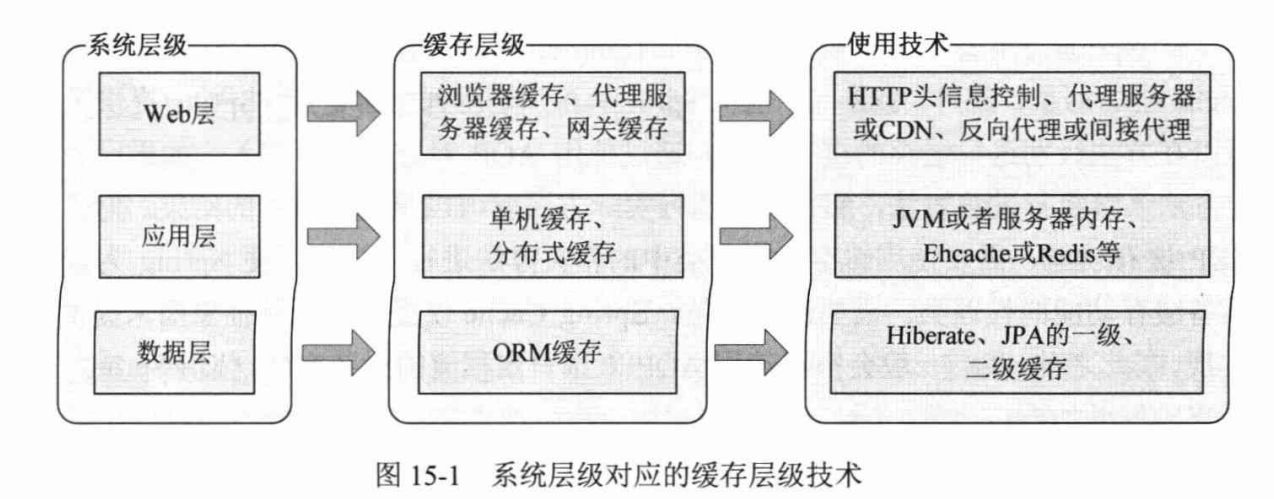 系统层级
缓存层级
使用技术
Web层
浏览器缓存、代理服
务器缓存、网关缓存
HTTP头信息控制、代理服务器
或CDN、反向代理或间接代理
应用层
单机缓存、
分布式缓存
JVM或者服务器内存、
Ehcache或Redis等
数据层
ORM缓存
Hiberate、JPA的一级、
二级缓存
图 15-1 系统层级对应的缓存层级技术